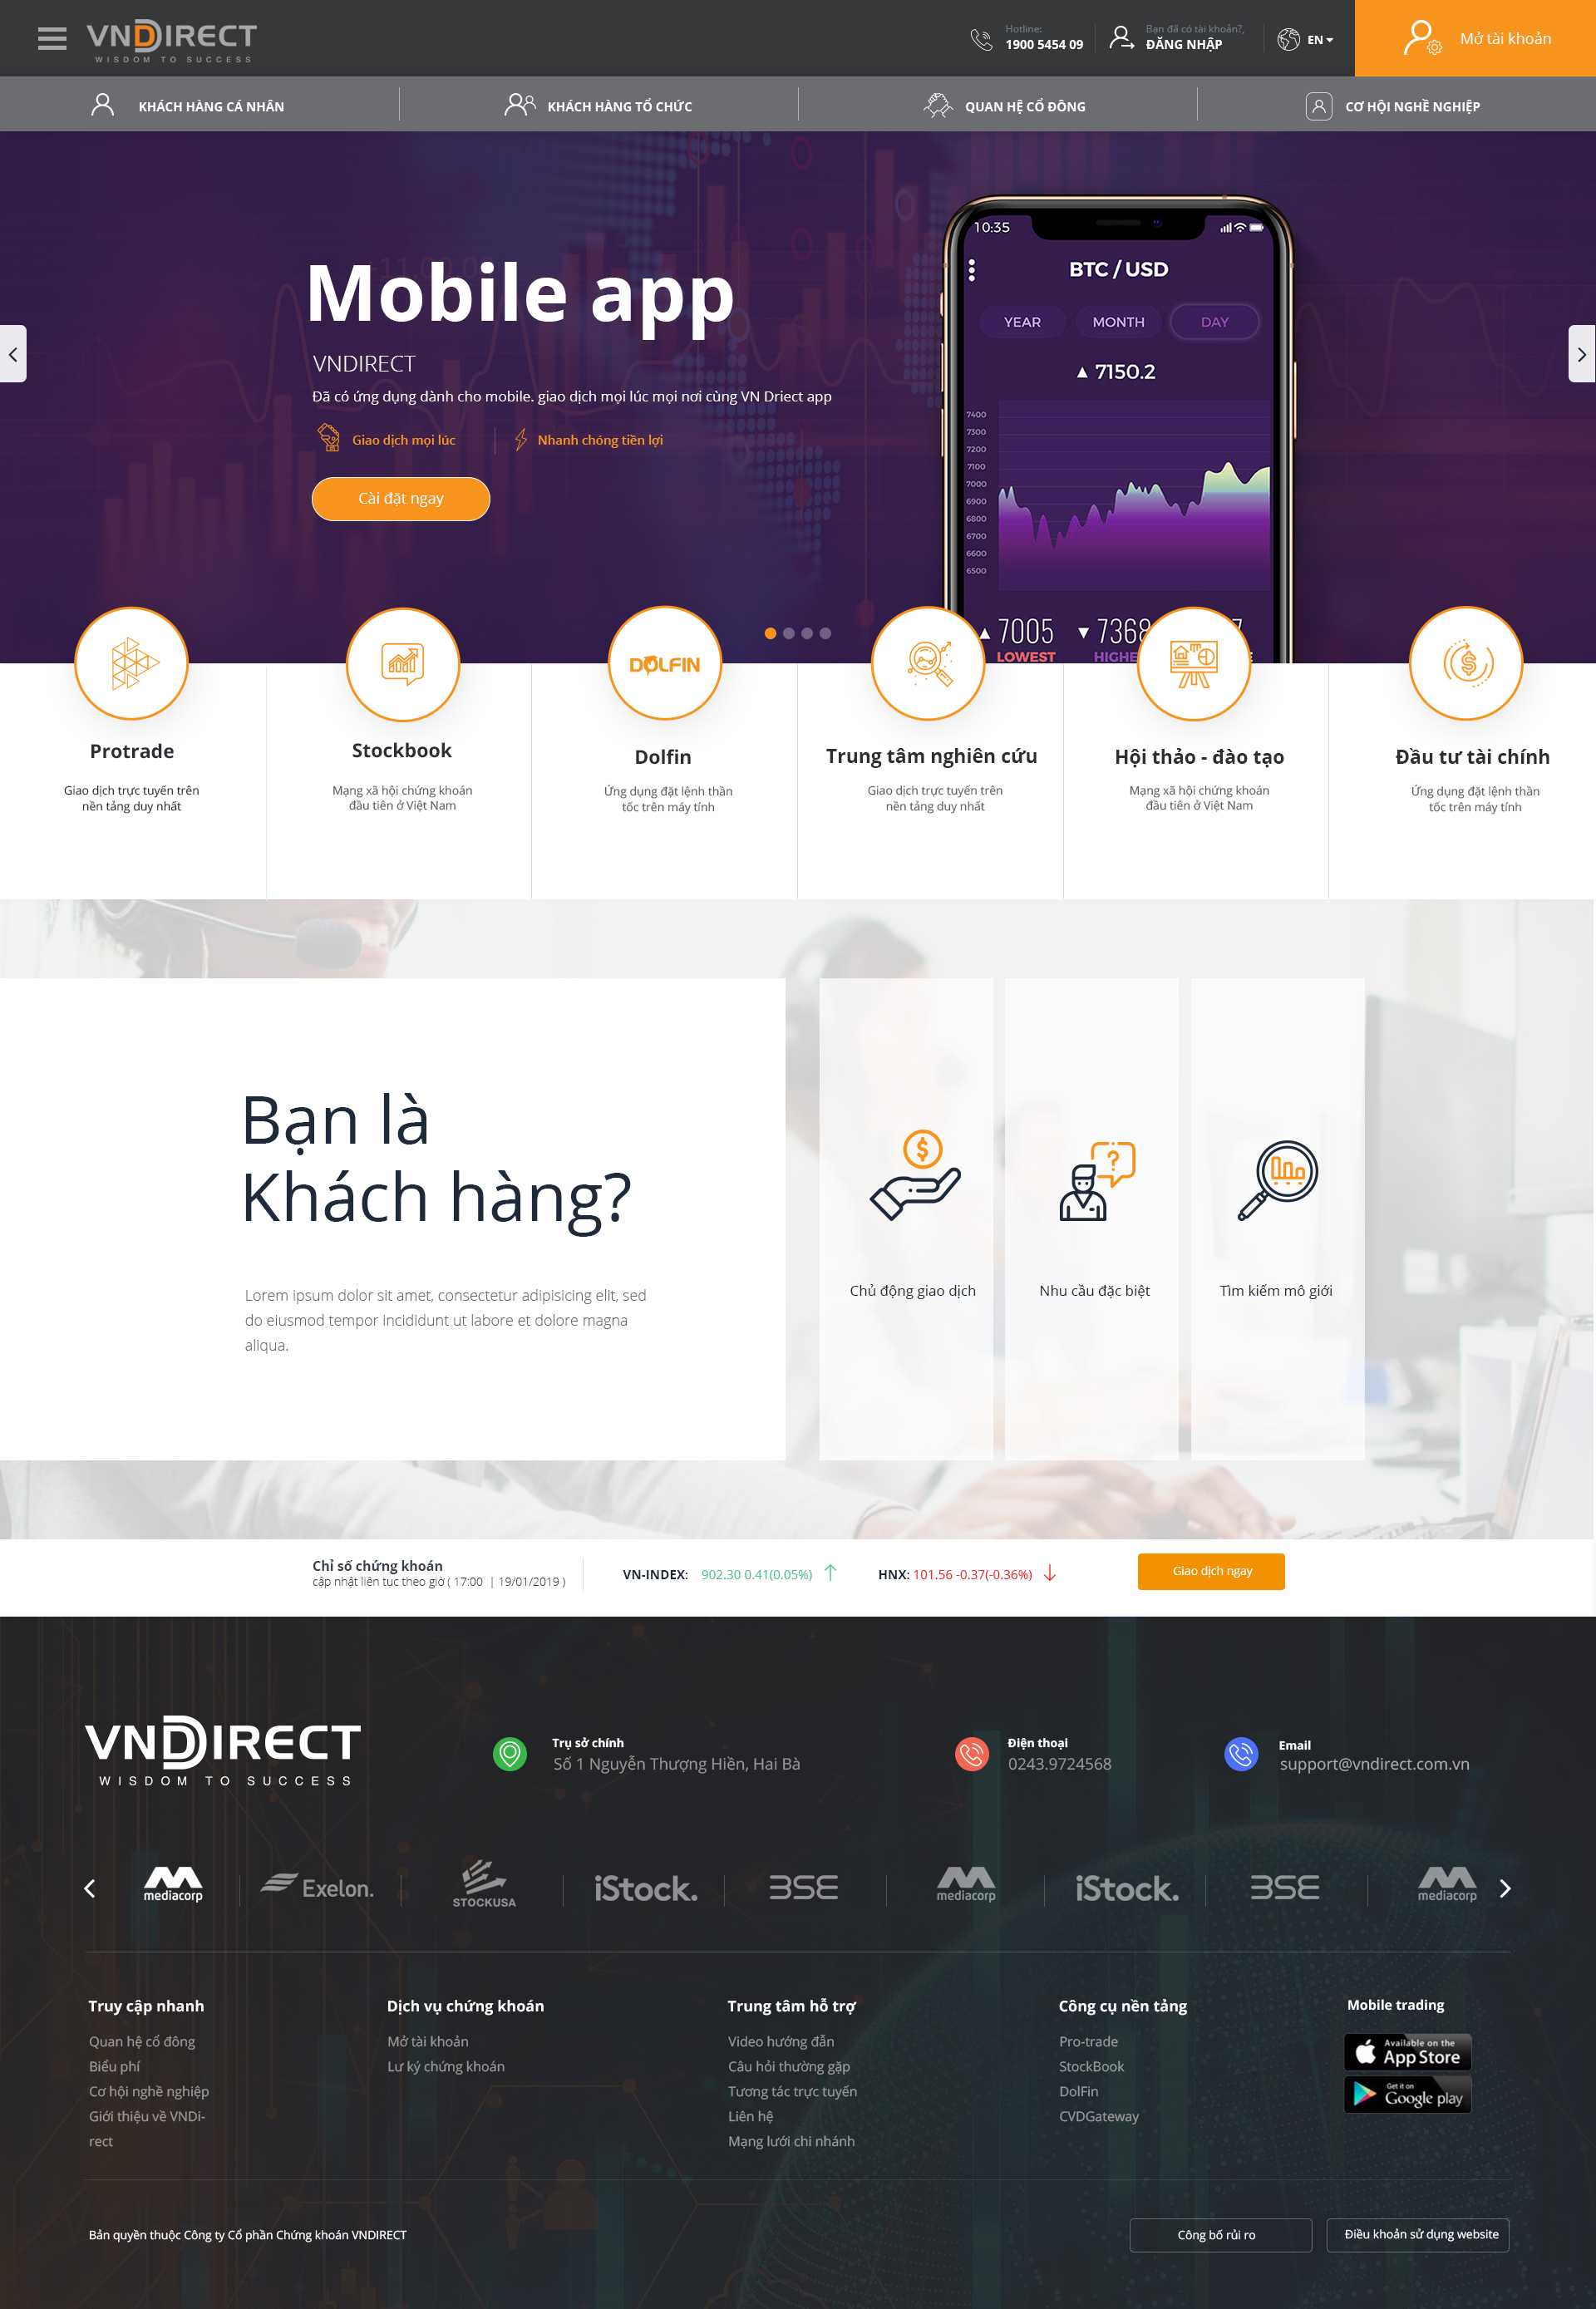 VNDIRECT
WISDOM TO SUCCESS
Hotline:
1900 5454 09
Bạn đã có tài khoản?,
ĐĂNG NHẬP
EN
Mở tài khoản
KHÁCH HÀNG CÁ NHÂN
KHÁCH HÀNG TỔ CHỨC
QUAN HỆ CỔ ĐÔNG
CƠ HỘI NGHỀ NGHIỆP
Mobile app
VNDIRECT
Đã có ứng dụng dành cho mobile. giao dịch mọi lúc mọi nơi cùng VN Driect app
Giao dịch mọi lúc
Nhanh chóng tiền lợi
Cài đặt ngay
10:35
BTC / USD
YEAR
MONTH
DAY
7150.2
7400
7300
7200
7100
7000
6900
6800
6700
6600
6500
7005
7368
LOWEST
DOLFIN
Protrade
Giao dịch trực tuyến trên
nền tảng duy nhất
Stockbook
Mạng xã hội chứng khoán
đầu tiên ở Việt Nam
Dolfin
Ứng dụng đặt lệnh thần
tốc trên máy tính
Trung tâm nghiên cứu
Giao dịch trực tuyến trên
nền tảng duy nhất
Hội thảo - đào tạo
Mạng xã hội chứng khoán
đầu tiên ở Việt Nam
Đầu tư tài chính
Ứng dụng đặt lệnh thần
tốc trên máy tính
Bạn là
Khách hàng?
Lorem ipsum dolor sit amet, consectetur adipisicing elit, sed
do eiusmod tempor incididunt ut labore et dolore magna
aliqua.
Chủ động giao dịch
Nhu cầu đặc biệt
Tìm kiếm mô giới
Chỉ số chứng khoán
cập nhật liên tục theo giờ ( 17:00 | 19/01/2019 )
VN-INDEX: 902.30 0.41(0.05%)
HNX: 101.56 -0.37(-0.36%)
Giao dịch ngay
VNDIRECT
WISDOM TO SUCCESS
Trụ sở chính
Số 1 Nguyễn Thượng Hiền, Hai Bà
Điện thoại
0243.9724568
Email
support@vndirect.com.vn
mediacorp
Exelon.
STOCKUSA
iStock.
BSE
mediacorp
iStock.
BSE
mediacorp
Truy cập nhanh
Quan hệ cổ đông
Biểu phí
Cơ hội nghề nghiệp
Giới thiệu về VNDi-
rect
Dịch vụ chứng khoán
Mở tài khoản
Lư ký chứng khoán
Trung tâm hỗ trợ
Video hướng dẫn
Câu hỏi thường gặp
Tương tác trực tuyến
Liên hệ
Mạng lưới chi nhánh
Công cụ nền tảng
Pro-trade
StockBook
DolFin
CVDGateway
Mobile trading
Available on the
App Store
Get it on
Google play
Bản quyền thuộc Công ty Cổ phần Chứng khoán VNDIRECT
Công bố rủi ro
Điều khoản sử dụng website